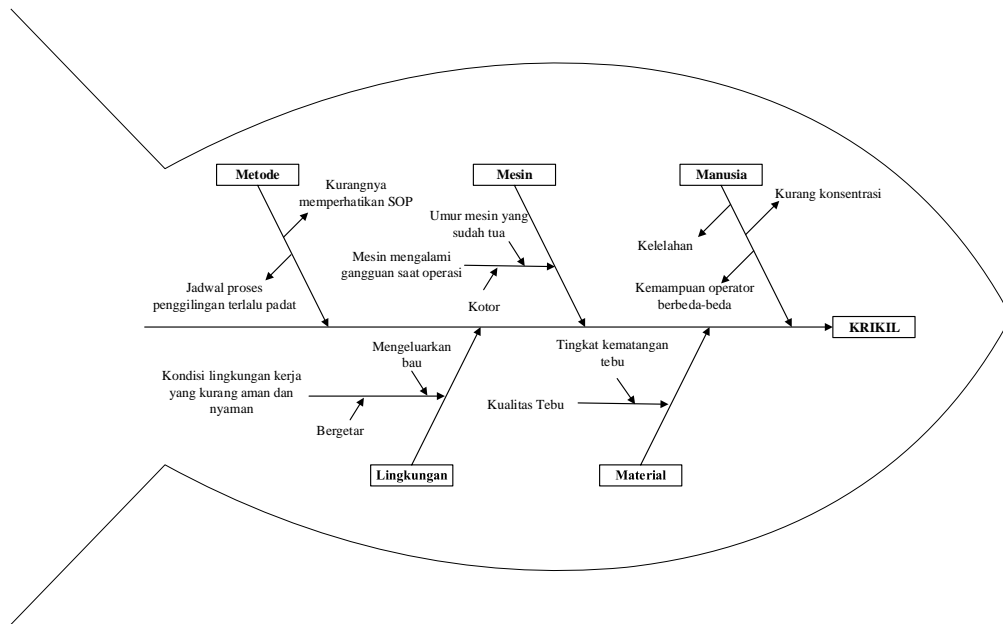 Metode
Mesin
Manusia
Kurangnya
memperhatikan SOP
Jadwal proses
penggilingan terlalu padat
Umur mesin yang
sudah tua
Mesin mengalami
gangguan saat operasi
Kotor
Kurang konsentrasi
Kelelahan
Kemampuan operator
berbeda-beda
KRIKIL
Mengeluarkan
bau
Kondisi lingkungan kerja
yang kurang aman dan
nyaman
Bergetar
Tingkat kematangan
tebu
Kualitas Tebu
Lingkungan
Material